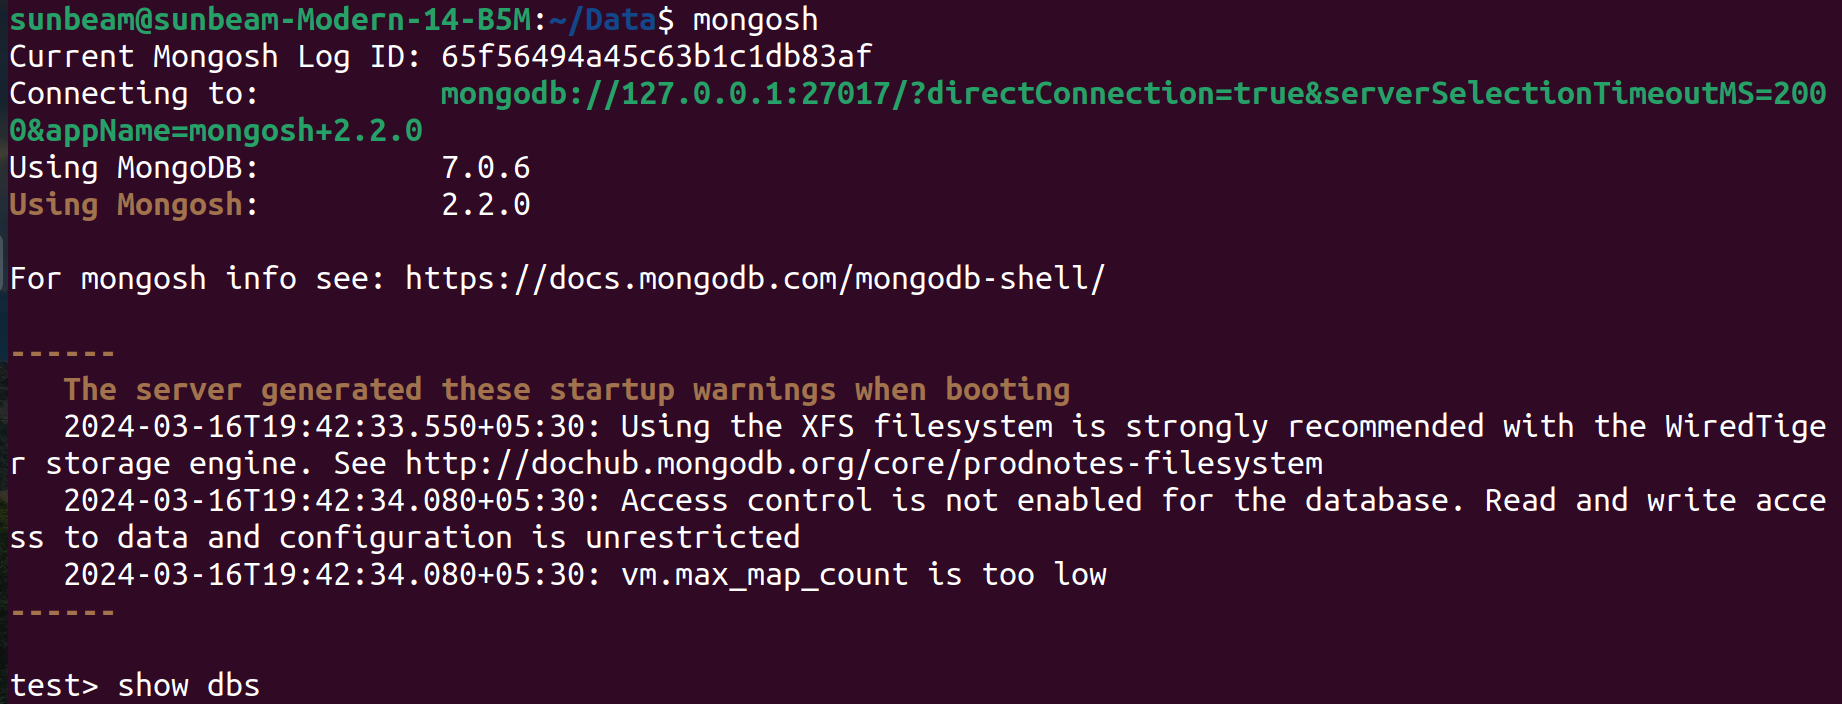 sunbeam@sunbeam-Modern-14-B5M:~/Data$ mongosh
Current Mongosh Log ID: 65f56494a45c63b1c1db83af
Connecting to:          mongodb://127.0.0.1:27017/?directConnection=true&serverSelectionTimeoutMS=200
0&appName=mongosh+2.2.0
Using MongoDB:          7.0.6
Using Mongosh:          2.2.0
For mongosh info see: https://docs.mongodb.com/mongodb-shell/
------
   The server generated these startup warnings when booting
   2024-03-16T19:42:33.550+05:30: Using the XFS filesystem is strongly recommended with the WiredTige
r storage engine. See http://dochub.mongodb.org/core/prodnotes-filesystem
   2024-03-16T19:42:34.080+05:30: Access control is not enabled for the database. Read and write acce
ss to data and configuration is unrestricted
   2024-03-16T19:42:34.080+05:30: vm.max_map_count is too low
------
test> show dbs